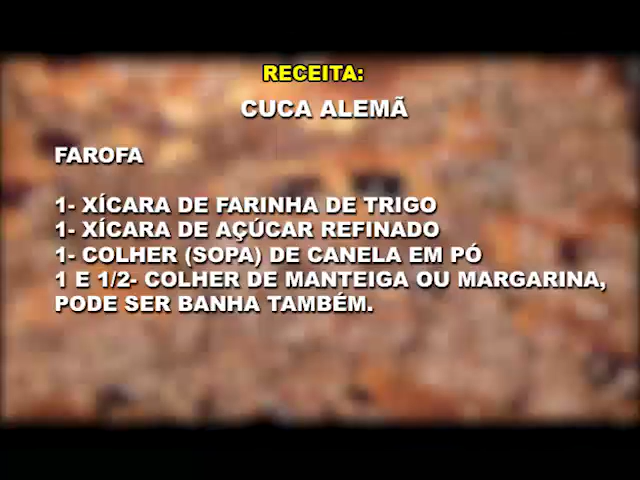 RECEITA:
CUCA ALEMÃ
FAROFA
1- XÍCARA DE FARINHA DE TRIGO
1- XÍCARA DE AÇÚCAR REFINADO
1- COLHER (SOPA) DE CANELA EM PÓ
1 E 1/2- COLHER DE MANTEIGA OU MARGARINA,
PODE SER BANHA TAMBÉM.